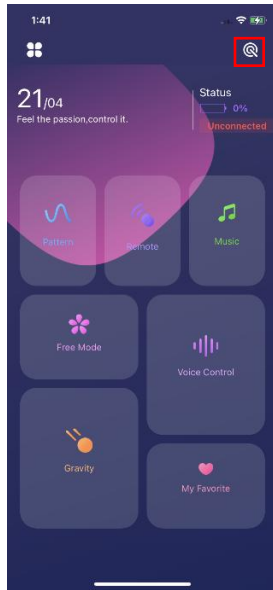 1:41
21/04
Feel the passion,control it.
Status
0%
Unconnected
Pattern
Remote
Music
Free Mode
Voice Control
Gravity
My Favorite